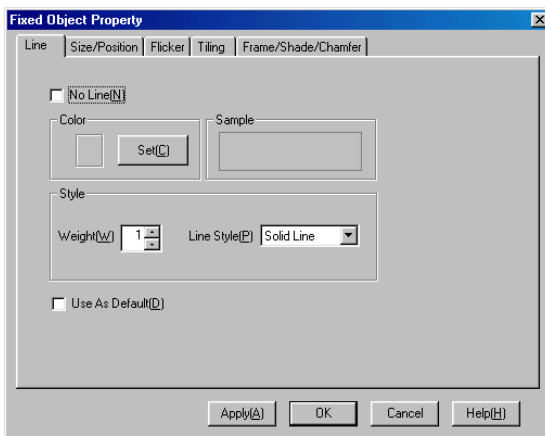 Fixed Object Property
Line Size/Position Flicker Tiling Frame/Shade/Chamfer
No Line(N)
Color
Sample
Set(C)
Style
Weight(W) 1 Line Style(P) Solid Line
Use As Default(D)
Apply(A) OK Cancel Help(H)